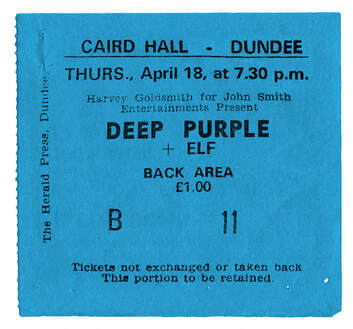 CAIRD HALL - DUNDEE
THURS., April 18, at 7.30 p.m.
Harvey Goldsmith for John Smith
Entertainments Present
DEEP PURPLE
+ ELF
BACK AREA
£1.00
B 11
Tickets not exchanged or taken back
This portion to be retained.
The Herald Press, Dundee